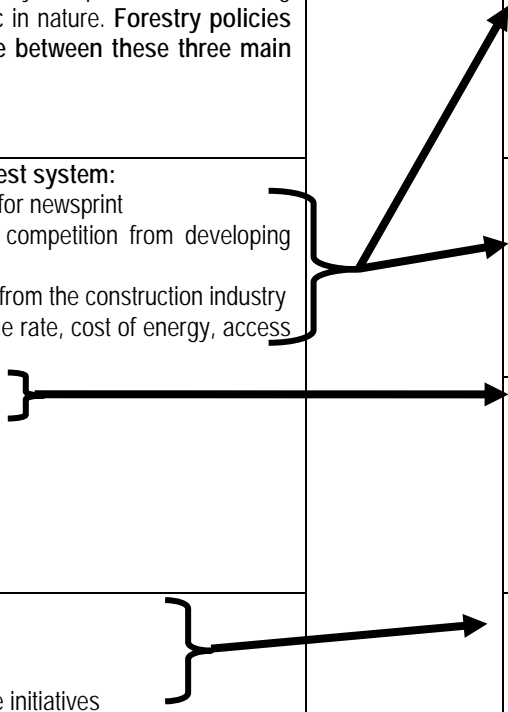 c in nature. Forestry policies
e between these three main
est system:
for newsprint
competition from developing
from the construction industry
e rate, cost of energy, access
e initiatives